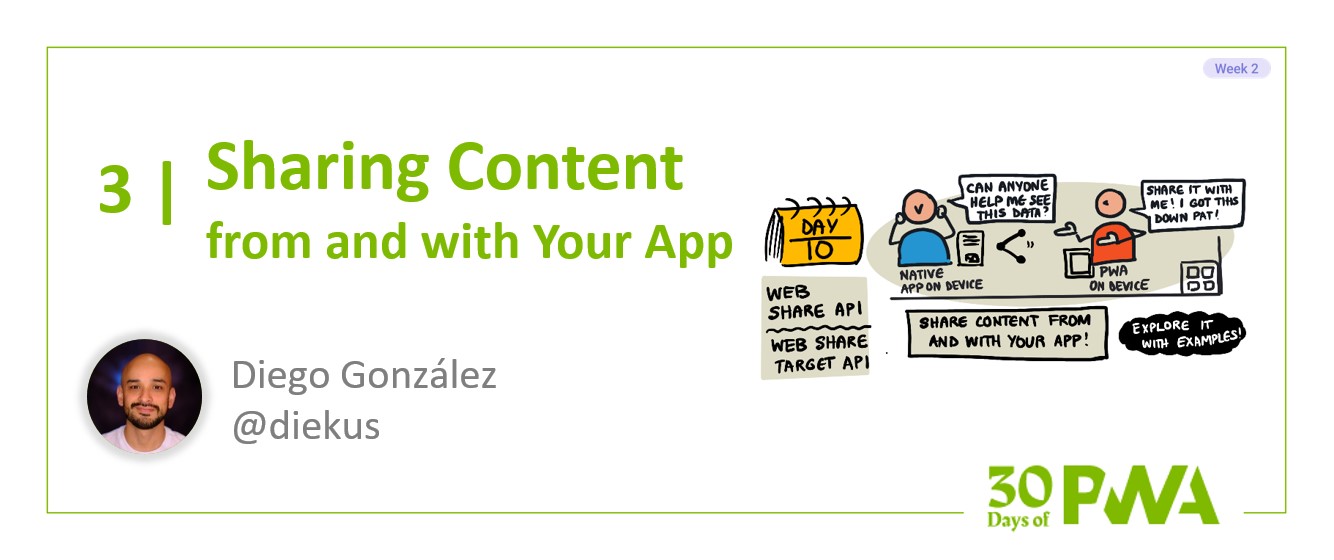 Week 2
3 | Sharing Content
from and with Your App
Diego González
@diekus
DAY
10
WEB
SHARE API
WEB SHARE
TARGET API
CAN ANYONE
HELP ME SEE
THIS DATA?
SHARE IT WITH
ME! I GOT THIS
DOWN PAT!
NATIVE
APP ON DEVICE
PWA
ON DEVICE
SHARE CONTENT FROM
AND WITH YOUR APP!
EXPLORE IT
WITH EXAMPLES!
30
Days of
PWA